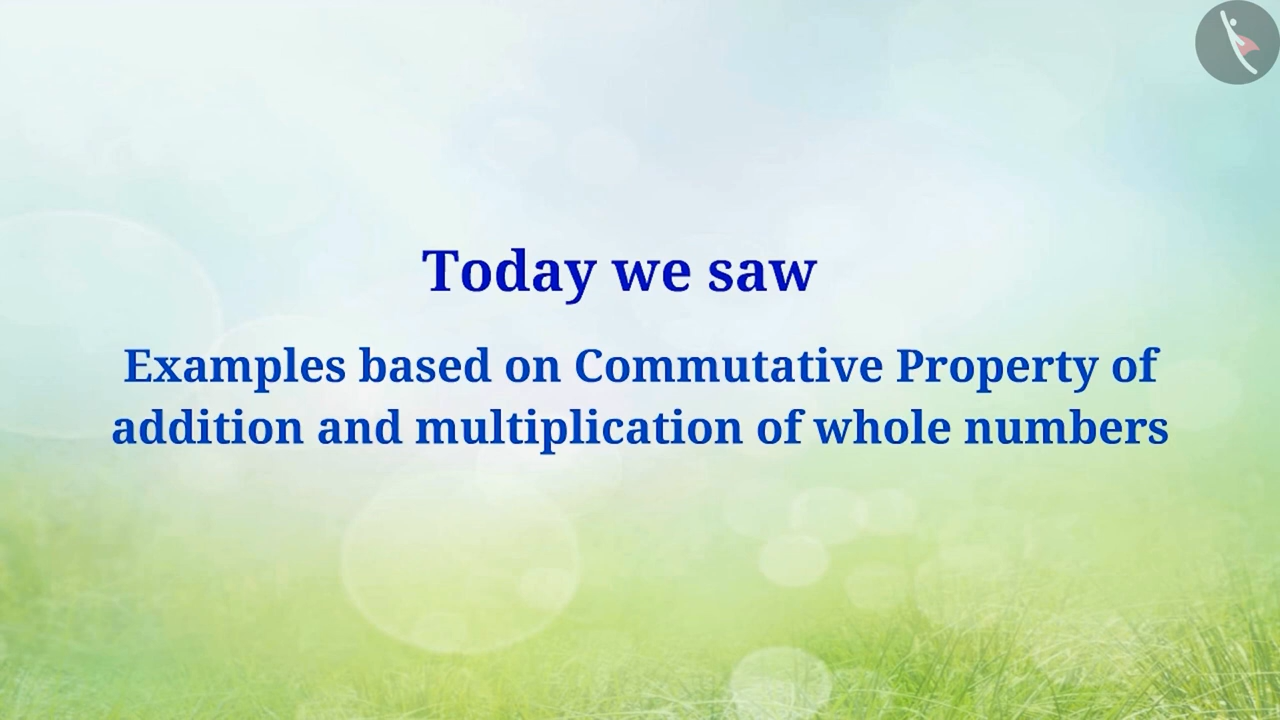 Today we saw
Examples based on Commutative Property of
addition and multiplication of whole numbers